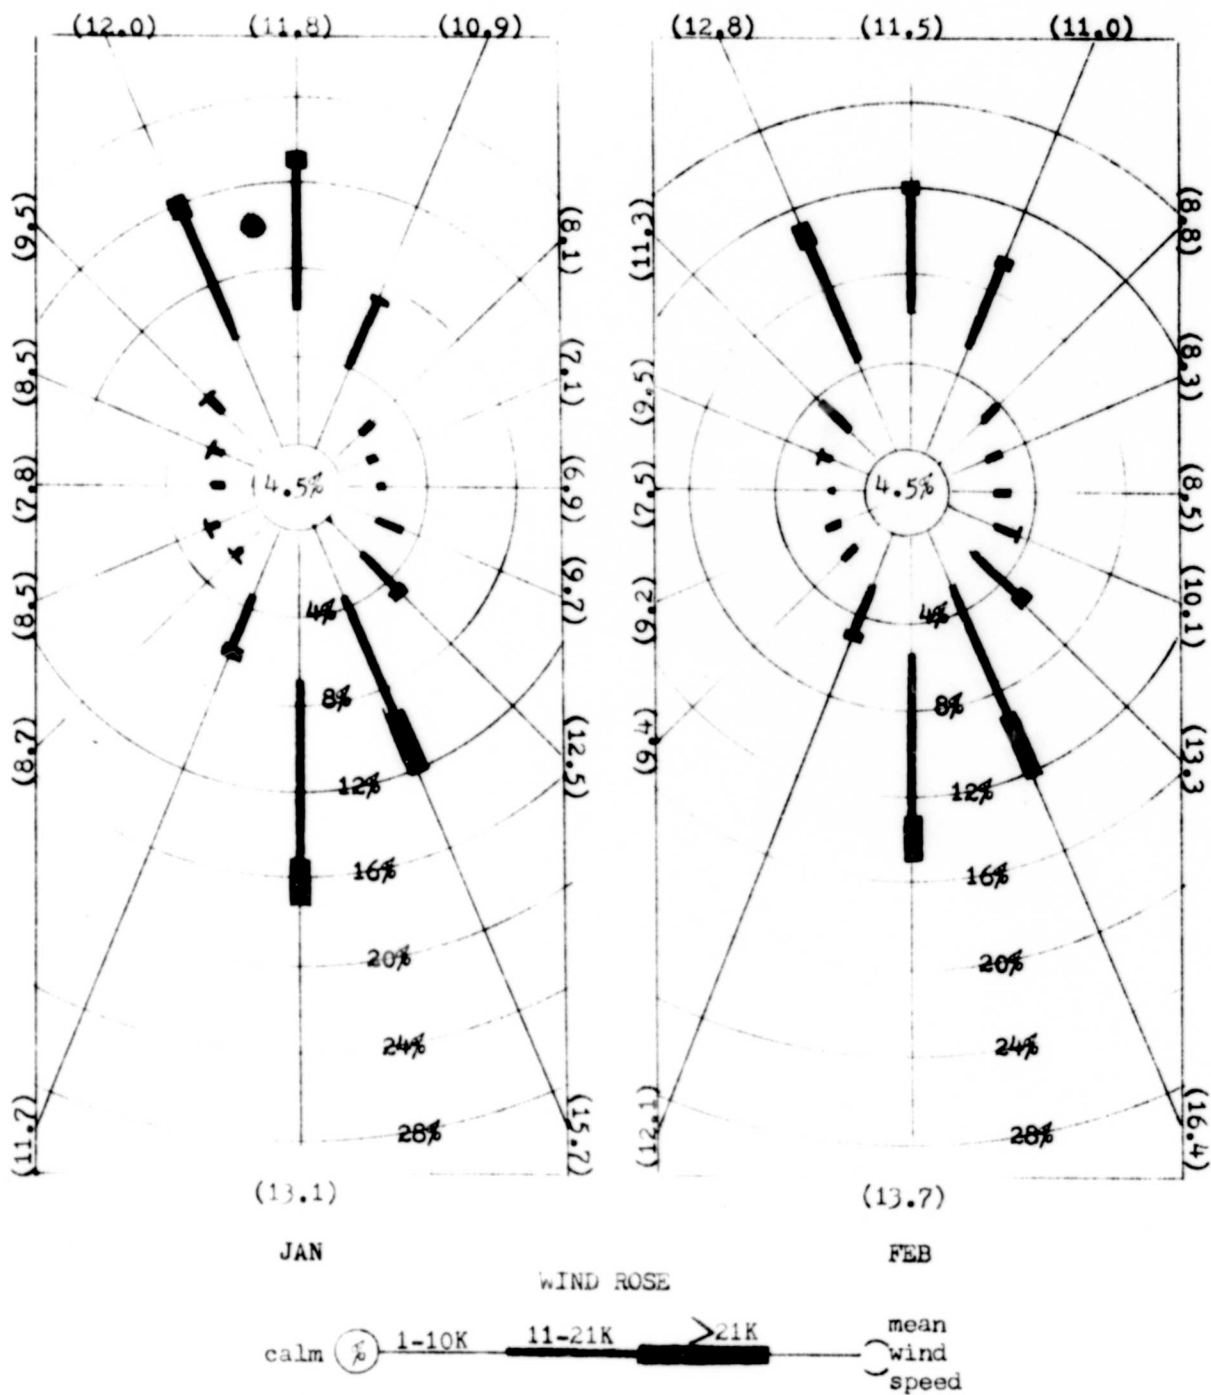 (12.0) (11.8) (10.9) (12.8) (11.5) (11.0)
(9.5) (8.1) (11.3) (8.8)
(8.5) (7.1) (9.5) (8.3)
(7.8) 4.5% (6.9) (7.5) 4.5% (8.5)
(8.5) 4% (9.7) (9.2) 4% (10.1)
(8.7) 8% (12.5) (9.4) 8% (13.3
12% 12%
16% 16%
20% 20%
24% 24%
(11.7) 28% (15.7) (12.1) 28% (16.4)
(13.1) (13.7)
JAN FEB
WIND ROSE
calm % 1-10K 11-21K >21K mean
wind
speed